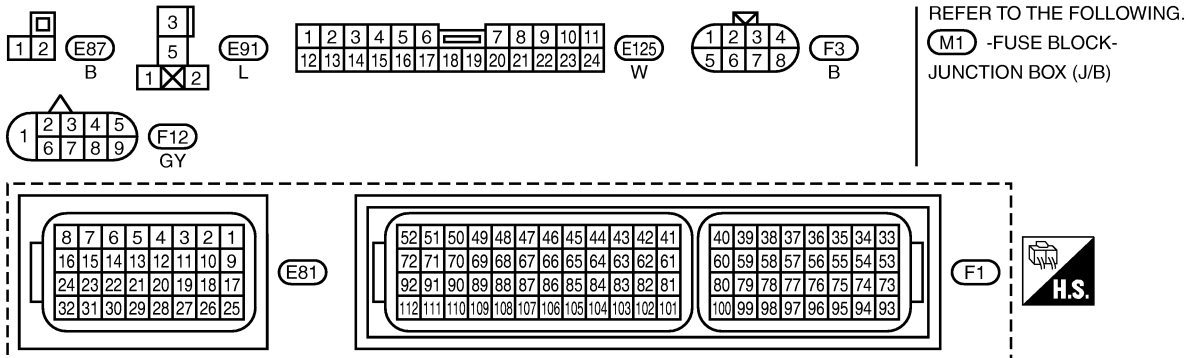 1 2
E87
B
3
5
1 2
E91
L
1 2 3 4 5 6 7 8 9 10 11
12 13 14 15 16 17 18 19 20 21 22 23 24
E125
W
1 2 3 4
5 6 7 8
F3
B
REFER TO THE FOLLOWING.
M1 -FUSE BLOCK-
JUNCTION BOX (J/B)
1
2 3 4 5
6 7 8 9
F12
GY
8 7 6 5 4 3 2 1
16 15 14 13 12 11 10 9
24 23 22 21 20 19 18 17
32 31 30 29 28 27 26 25
E81
52 51 50 49 48 47 46 45 44 43 42 41
72 71 70 69 68 67 66 65 64 63 62 61
92 91 90 89 88 87 86 85 84 83 82 81
112 111 110 109 108 107 106 105 104 103 102 101
40 39 38 37 36 35 34 33
60 59 58 57 56 55 54 53
80 79 78 77 76 75 74 73
100 99 98 97 96 95 94 93
F1
H.S.